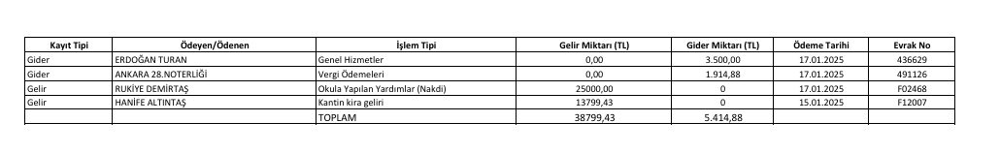 Kayıt Tipi Ödeyen/Ödenen İşlem Tipi Gelir Miktarı (TL) Gider Miktarı (TL) Ödeme Tarihi Evrak No
Gider ERDOĞAN TURAN Genel Hizmetler 0,00 3.500,00 17.01.2025 436629
Gider ANKARA 28.NOTERLİĞİ Vergi Ödemeleri 0,00 1.914,88 17.01.2025 491126
Gelir RUKİYE DEMİRTAŞ Okula Yapılan Yardımlar (Nakdi) 25000,00 0 17.01.2025 F02468
Gelir HANİFE ALTINTAŞ Kantin kira geliri 13799,43 0 15.01.2025 F12007
TOPLAM 38799,43 5.414,88